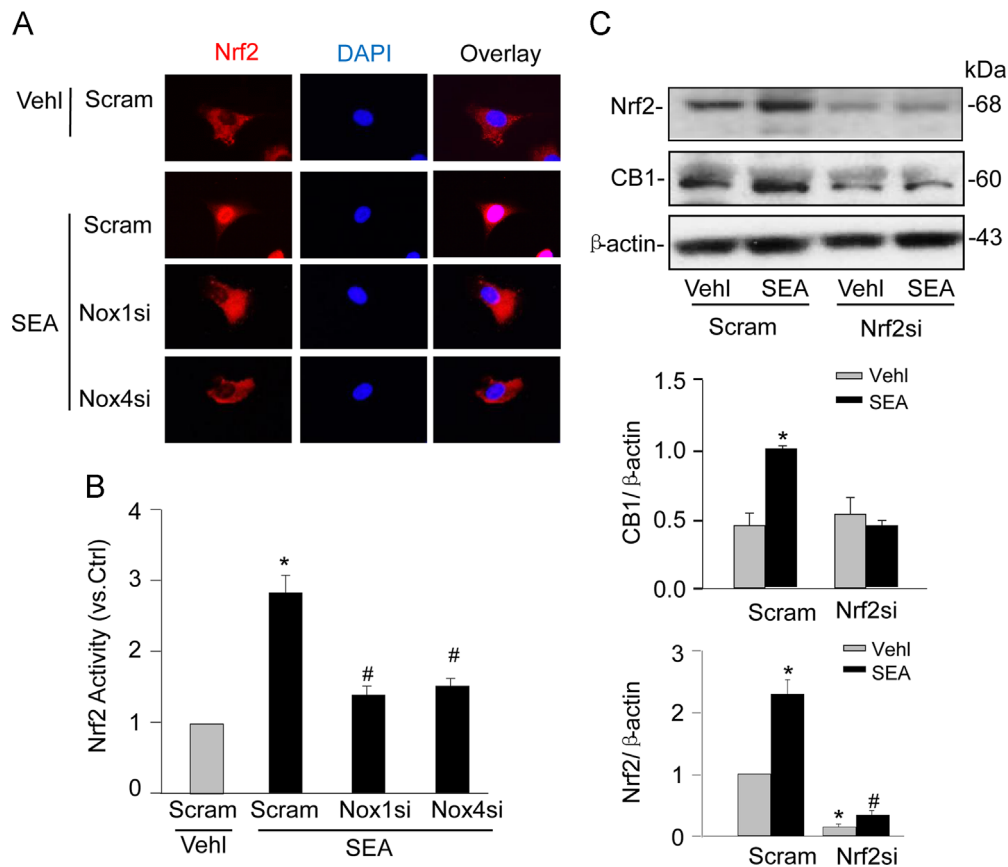 A
Nrf2 DAPI Overlay
Vehl Scram
SEA
Scram
Nox1si
Nox4si
B
Nrf2 Activity (vs.Ctrl)
4
3
2
1
0
*
#
#
Scram Scram Nox1si Nox4si
Vehl SEA
C
kDa
Nrf2- -68
CB1- -60
β-actin- -43
Vehl SEA Vehl SEA
Scram Nrf2si
CB1/ β-actin
1.5
1.0
0.5
0.0
Vehl
SEA
*
Scram Nrf2si
Nrf2/ β-actin
3
2
1
0
Vehl
SEA
*
*
#
Scram Nrf2si